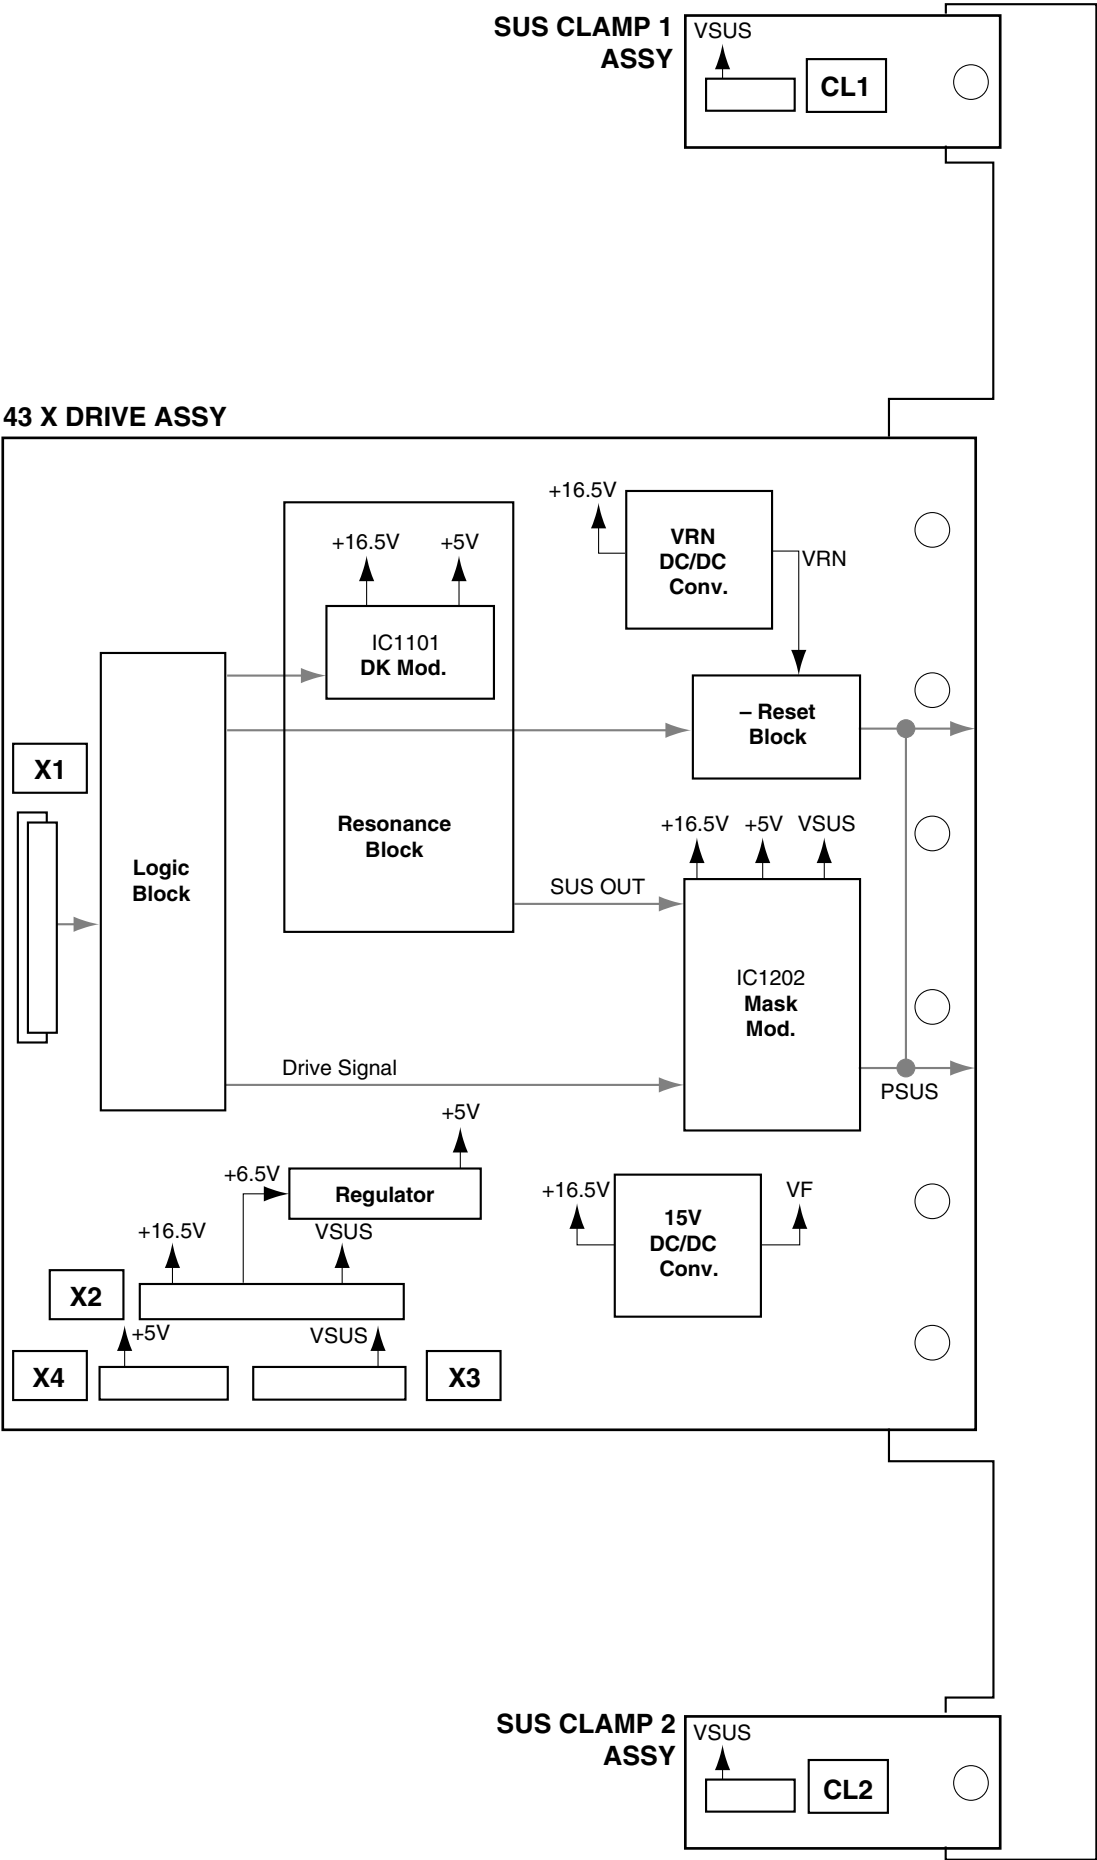 SUS CLAMP 1
ASSY
VSUS
CL1
43 X DRIVE ASSY
+16.5V
VRN
DC/DC
Conv.
VRN
+16.5V
+5V
IC1101
DK Mod.
– Reset
Block
X1
Resonance
Block
Logic
Block
+16.5V
+5V
VSUS
SUS OUT
IC1202
Mask
Mod.
Drive Signal
PSUS
+5V
+6.5V
Regulator
+16.5V
VSUS
+16.5V
15V
DC/DC
Conv.
VF
X2
+5V
VSUS
X4
X3
SUS CLAMP 2
ASSY
VSUS
CL2